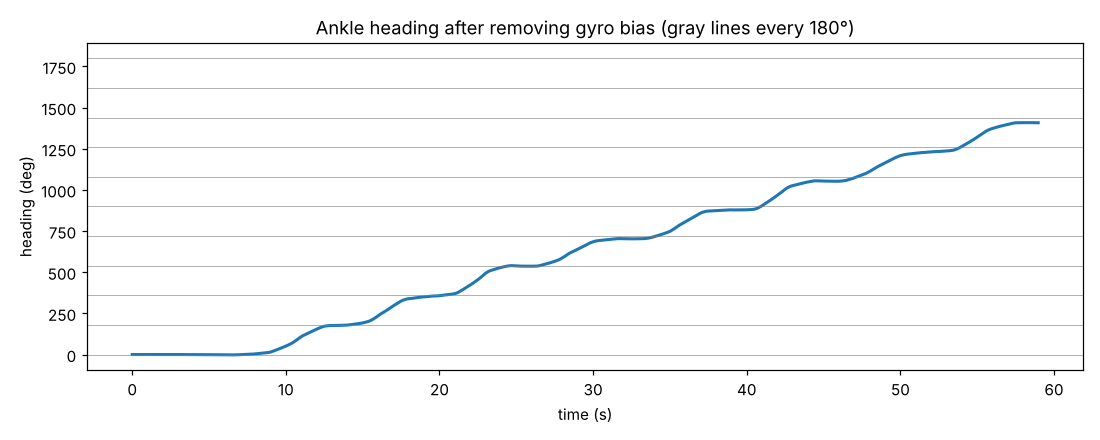 Ankle heading after removing gyro bias (gray lines every 180°)
heading (deg)
1750
1500
1250
1000
750
500
250
0
0 10 20 30 40 50 60
time (s)